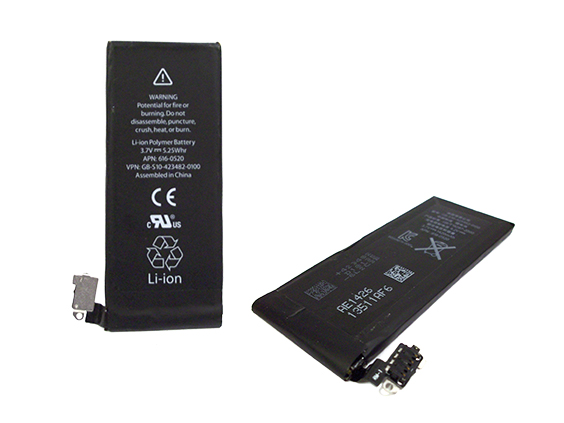 WARNING
Potential for fire or
burning. Do not
disassemble, puncture,
crush, heat, or burn.
Li-ion Polymer Battery
3.7V⎓5.25Whr
APN: 616-0520
VPN: GB-S10-423482-0100
Assembled in China
CE
c RU US
Li-ion
AE1426
13511AF6